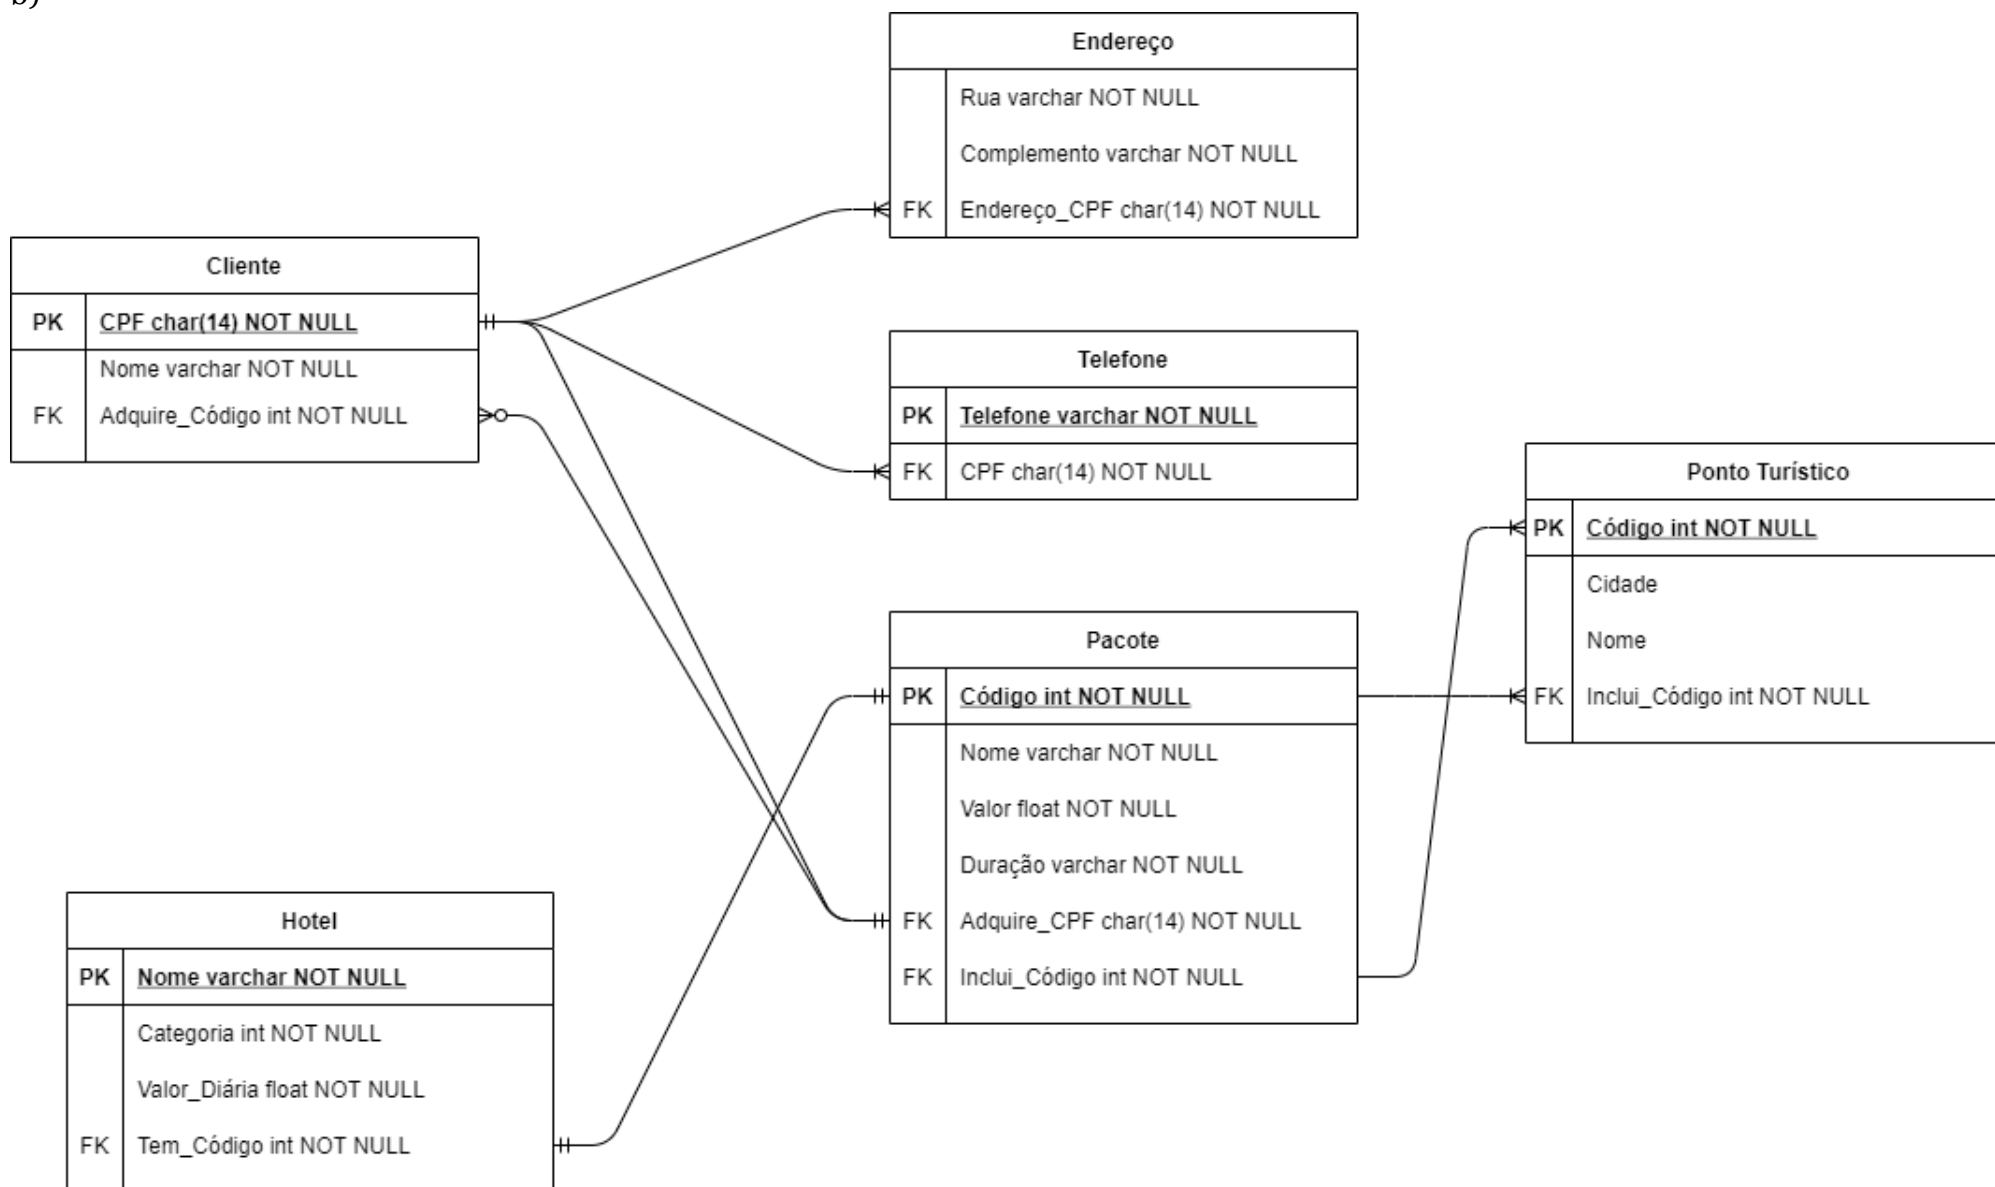 b)
Endereço
Rua varchar NOT NULL
Complemento varchar NOT NULL
FK Endereço_CPF char(14) NOT NULL
Cliente
PK CPF char(14) NOT NULL
Nome varchar NOT NULL
FK Adquire_Código int NOT NULL
Telefone
PK Telefone varchar NOT NULL
FK CPF char(14) NOT NULL
Ponto Turístico
PK Código int NOT NULL
Cidade
Nome
FK Inclui_Código int NOT NULL
Pacote
PK Código int NOT NULL
Nome varchar NOT NULL
Valor float NOT NULL
Duração varchar NOT NULL
FK Adquire_CPF char(14) NOT NULL
FK Inclui_Código int NOT NULL
Hotel
PK Nome varchar NOT NULL
Categoria int NOT NULL
Valor_Diária float NOT NULL
FK Tem_Código int NOT NULL